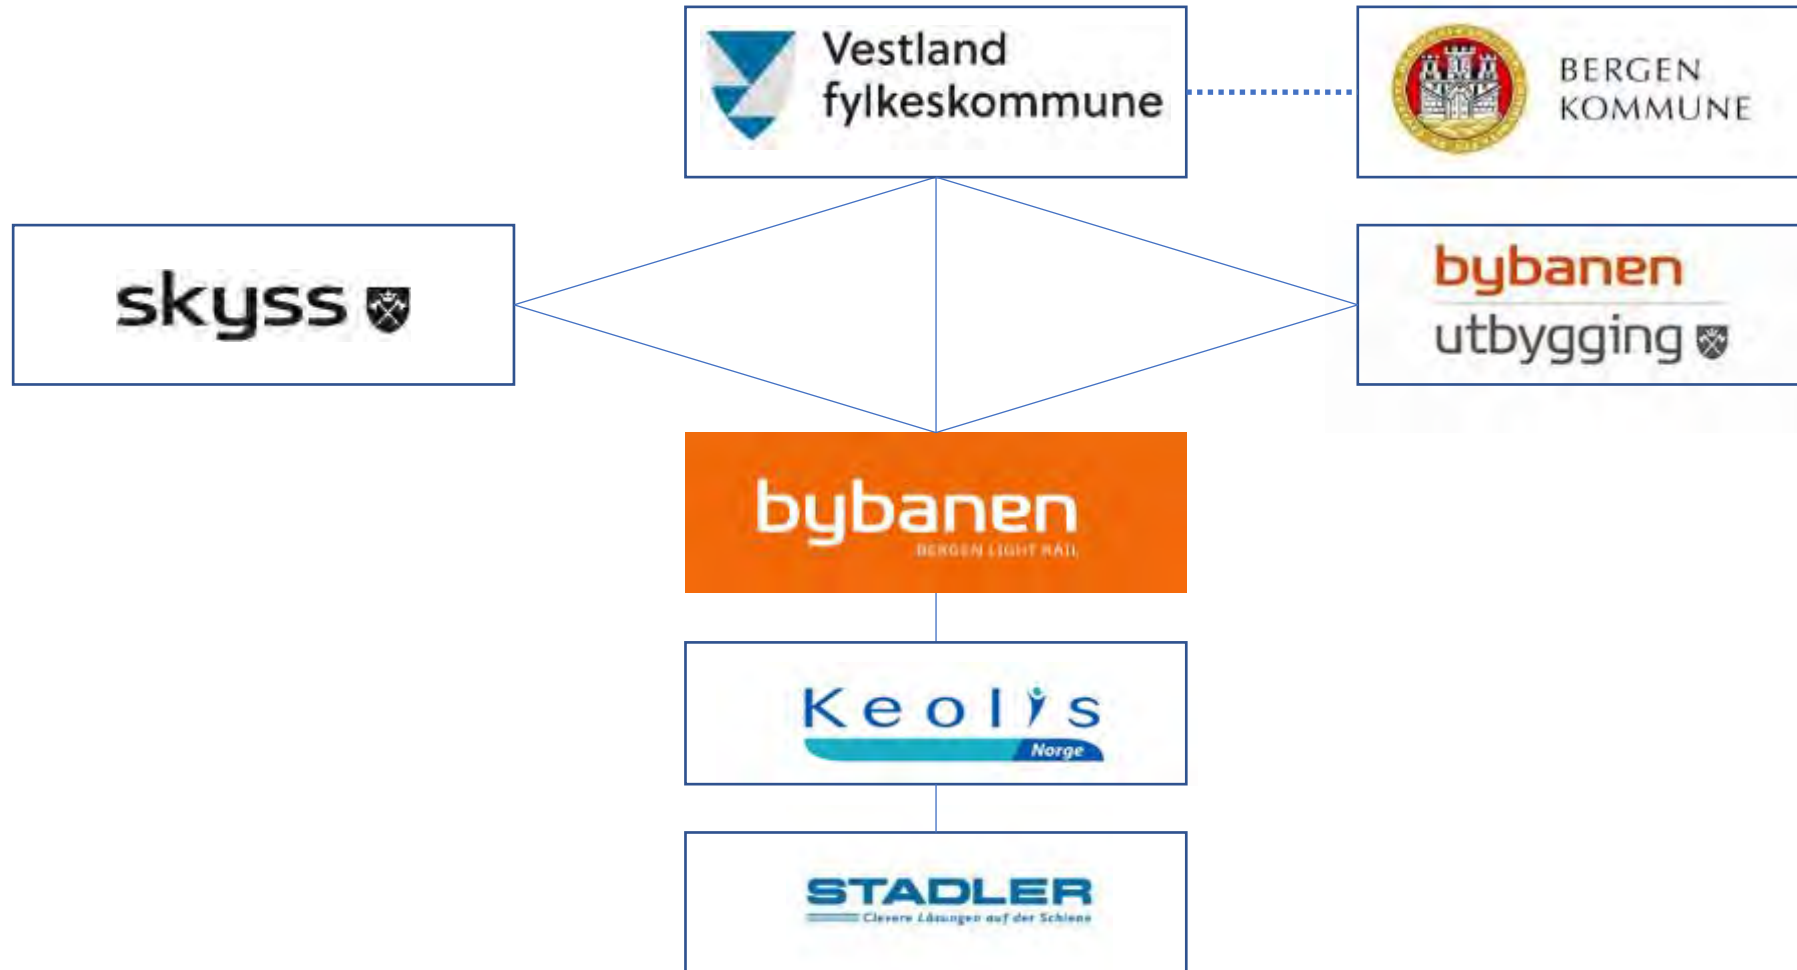 Vestland
fylkeskommune
BERGEN
KOMMUNE
skyss
bybanen
utbygging
bybanen
BERGEN LIGHT RAIL
Keolis
Norge
STADLER
Clevere Lösungen auf der Schiene